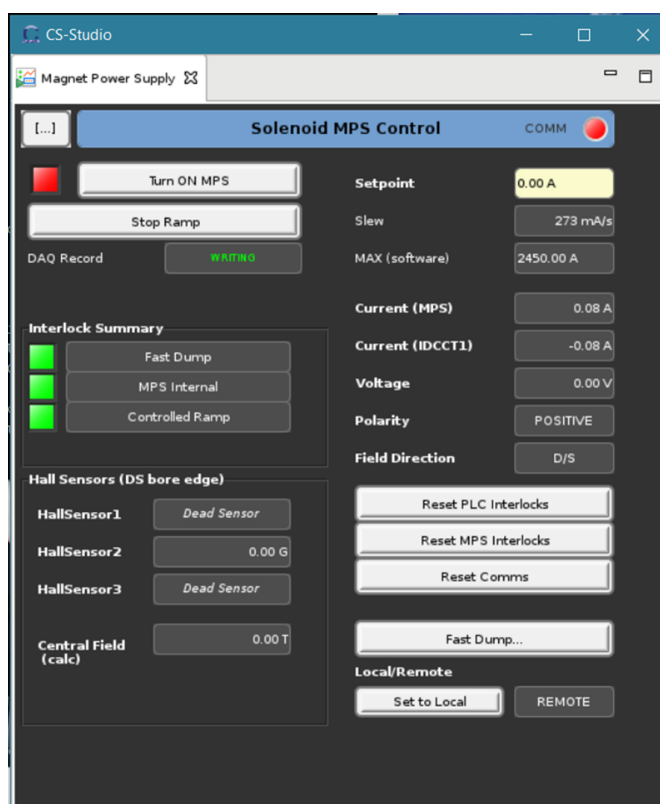 CS-Studio
Magnet Power Supply
[...]
Solenoid MPS Control
COMM
Turn ON MPS
Stop Ramp
DAQ Record
WRITING
Interlock Summary
Fast Dump
MPS Internal
Controlled Ramp
Hall Sensors (DS bore edge)
HallSensor1
Dead Sensor
HallSensor2
0.00 G
HallSensor3
Dead Sensor
Central Field
(calc)
0.00 T
Setpoint
0.00 A
Slew
273 mA/s
MAX (software)
2450.00 A
Current (MPS)
0.08 A
Current (IDCCT1)
-0.08 A
Voltage
0.00 V
Polarity
POSITIVE
Field Direction
D/S
Reset PLC Interlocks
Reset MPS Interlocks
Reset Comms
Fast Dump...
Local/Remote
Set to Local
REMOTE